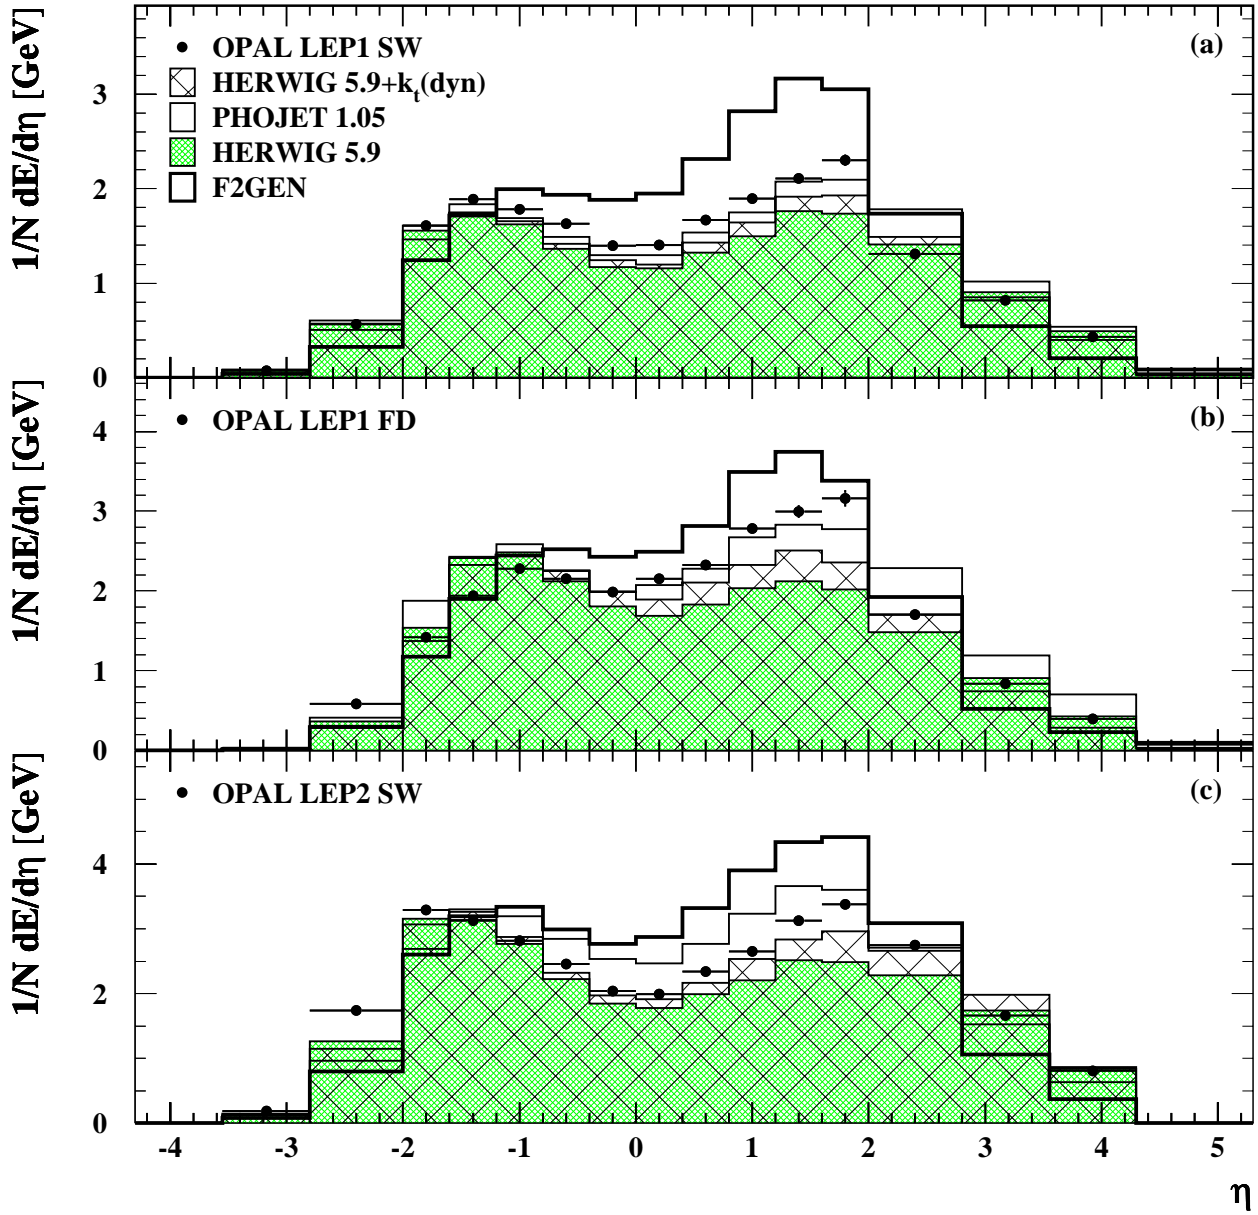 1/N dE/dη [GeV]
(a)
OPAL LEP1 SW
HERWIG 5.9+kt(dyn)
PHOJET 1.05
HERWIG 5.9
F2GEN
3
2
1
0
1/N dE/dη [GeV]
(b)
OPAL LEP1 FD
4
3
2
1
0
1/N dE/dη [GeV]
(c)
OPAL LEP2 SW
4
2
0
-4 -3 -2 -1 0 1 2 3 4 5
η